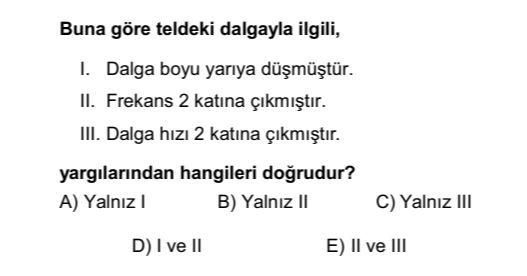 Buna göre teldeki dalgayla ilgili,
I. Dalga boyu yarıya düşmüştür.
II. Frekans 2 katına çıkmıştır.
III. Dalga hızı 2 katına çıkmıştır.
yargılarından hangileri doğrudur?
A) Yalnız I B) Yalnız II C) Yalnız III
D) I ve II E) II ve III